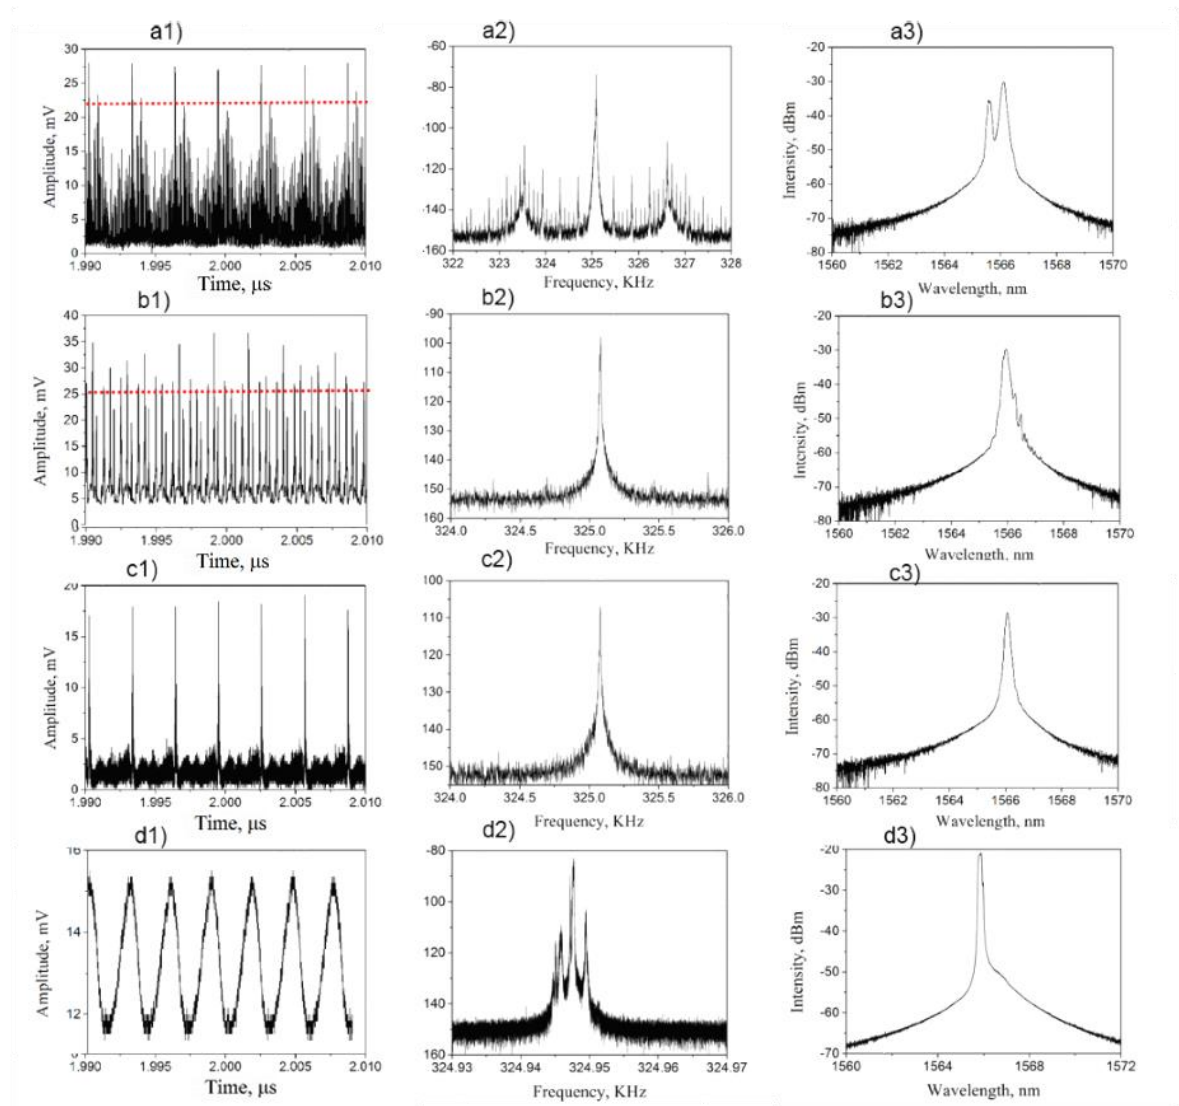 a1)
a2)
a3)
30
25
20
15
10
5
0
Amplitude, mV
1.990 1.995 2.000 2.005 2.010
Time, μs
-60
-80
-100
-120
-140
-160
322 323 324 325 326 327 328
Frequency, KHz
-20
-30
-40
-50
-60
-70
-80
Intensity, dBm
1560 1562 1564 1566 1568 1570
Wavelength, nm
b1)
b2)
b3)
40
35
30
25
20
15
10
5
0
Amplitude, mV
1.990 1.995 2.000 2.005 2.010
Time, μs
-90
100
110
120
130
140
150
160
324.0 324.5 325.0 325.5 326.0
Frequency, KHz
-20
-30
-40
-50
-60
-70
-80
Intensity, dBm
1560 1562 1564 1566 1568 1570
Wavelength, nm
c1)
c2)
c3)
20
15
10
5
0
Amplitude, mV
1.990 1.995 2.000 2.005 2.010
Time, μs
100
110
120
130
140
150
324.0 324.5 325.0 325.5 326.0
Frequency, KHz
-20
-30
-40
-50
-60
-70
-80
Intensity, dBm
1560 1562 1564 1566 1568 1570
Wavelength, nm
d1)
d2)
d3)
16
14
12
Amplitude, mV
1.990 1.995 2.000 2.005 2.010
Time, μs
-80
100
120
140
160
324.93 324.94 324.95 324.96 324.97
Frequency, KHz
-20
-30
-40
-50
-60
-70
Intensity, dBm
1560 1564 1568 1572
Wavelength, nm